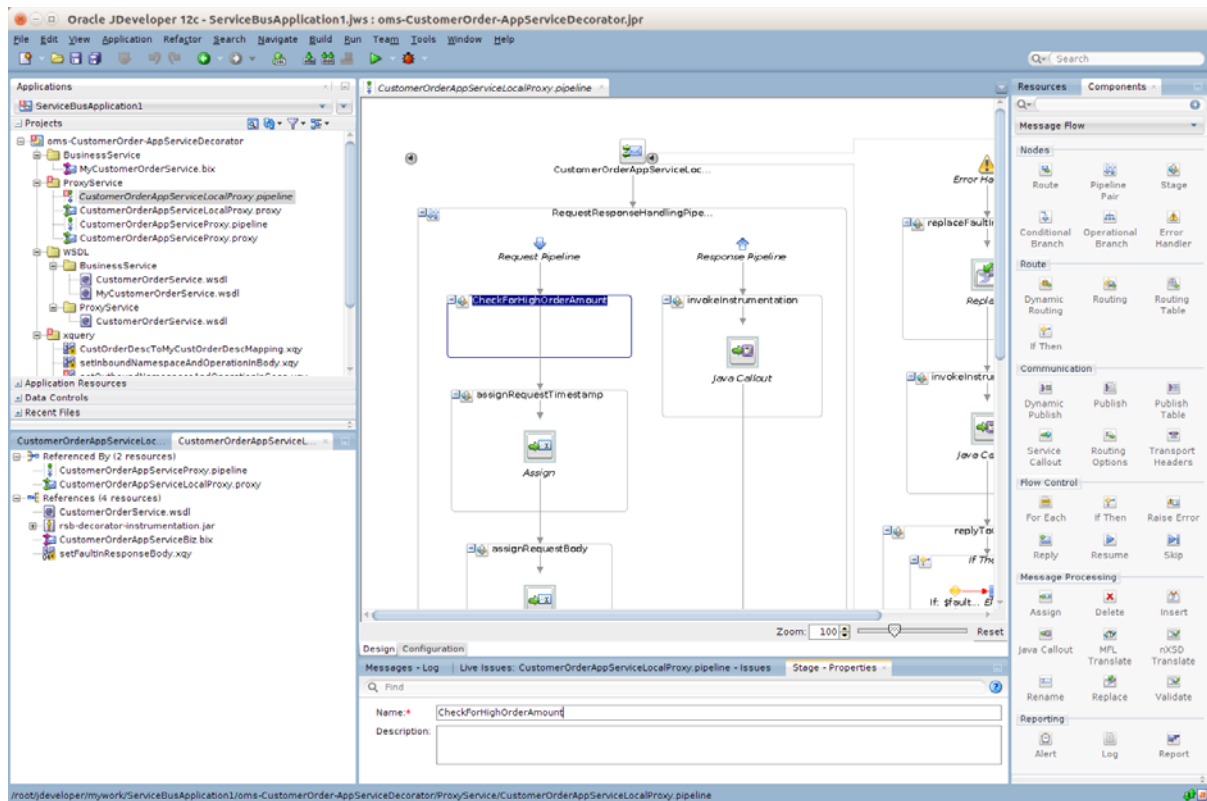 Oracle JDeveloper 12c - ServiceBusApplication1.jws : oms-CustomerOrder-AppServiceDecorator.jpr
File Edit View Application Refactor Search Navigate Build Run Team Tools Window Help
Search
Applications
ServiceBusApplication1
Projects
oms-CustomerOrder-AppServiceDecorator
BusinessService
MyCustomerOrderService.bix
ProxyService
CustomerOrderAppServiceLocalProxy.pipeline
CustomerOrderAppServiceLocalProxy.proxy
CustomerOrderAppServiceProxy.pipeline
CustomerOrderAppServiceProxy.proxy
WSDL
BusinessService
CustomerOrderService.wsdl
MyCustomerOrderService.wsdl
ProxyService
CustomerOrderService.wsdl
xquery
CustOrderDescToMyCustOrderDescMapping.xqy
setInboundNamespaceAndOperationInBody.xqy
Application Resources
Data Controls
Recent Files
CustomerOrderAppServiceLoc... CustomerOrderAppServiceL...
Referenced By (2 resources)
CustomerOrderAppServiceProxy.pipeline
CustomerOrderAppServiceLocalProxy.proxy
References (4 resources)
CustomerOrderService.wsdl
rsb-decorator-instrumentation.jar
CustomerOrderAppServiceBiz.bix
setFaultInResponseBody.xqy
CustomerOrderAppServiceLocalProxy.pipeline
CustomerOrderAppServiceLoc...
Error Ha
RequestResponseHandlingPipe...
replaceFaultIn
Request Pipeline
Response Pipeline
Repla
CheckForHighOrderAmount
invokeInstrumentation
Java Callout
invokeInstru
assignRequestTimestamp
Assign
Java Ca
assignRequestBody
replyTo
If The
If: $fault... E
Zoom: 100 Reset
Design Configuration
Messages - Log Live Issues: CustomerOrderAppServiceLocalProxy.pipeline - Issues Stage - Properties
Find
Name:* CheckForHighOrderAmount
Description:
Resources Components
Message Flow
Nodes
Route Pipeline Pair Stage
Conditional Branch Operational Branch Error Handler
Route
Dynamic Routing Routing Routing Table
If Then
Communication
Dynamic Publish Publish Publish Table
Service Callout Routing Options Transport Headers
Flow Control
For Each If Then Raise Error
Reply Resume Skip
Message Processing
Assign Delete Insert
Java Callout MFL Translate nXSD Translate
Rename Replace Validate
Reporting
Alert Log Report
/root/jdeveloper/mywork/ServiceBusApplication1/oms-CustomerOrder-AppServiceDecorator/ProxyService/CustomerOrderAppServiceLocalProxy.pipeline